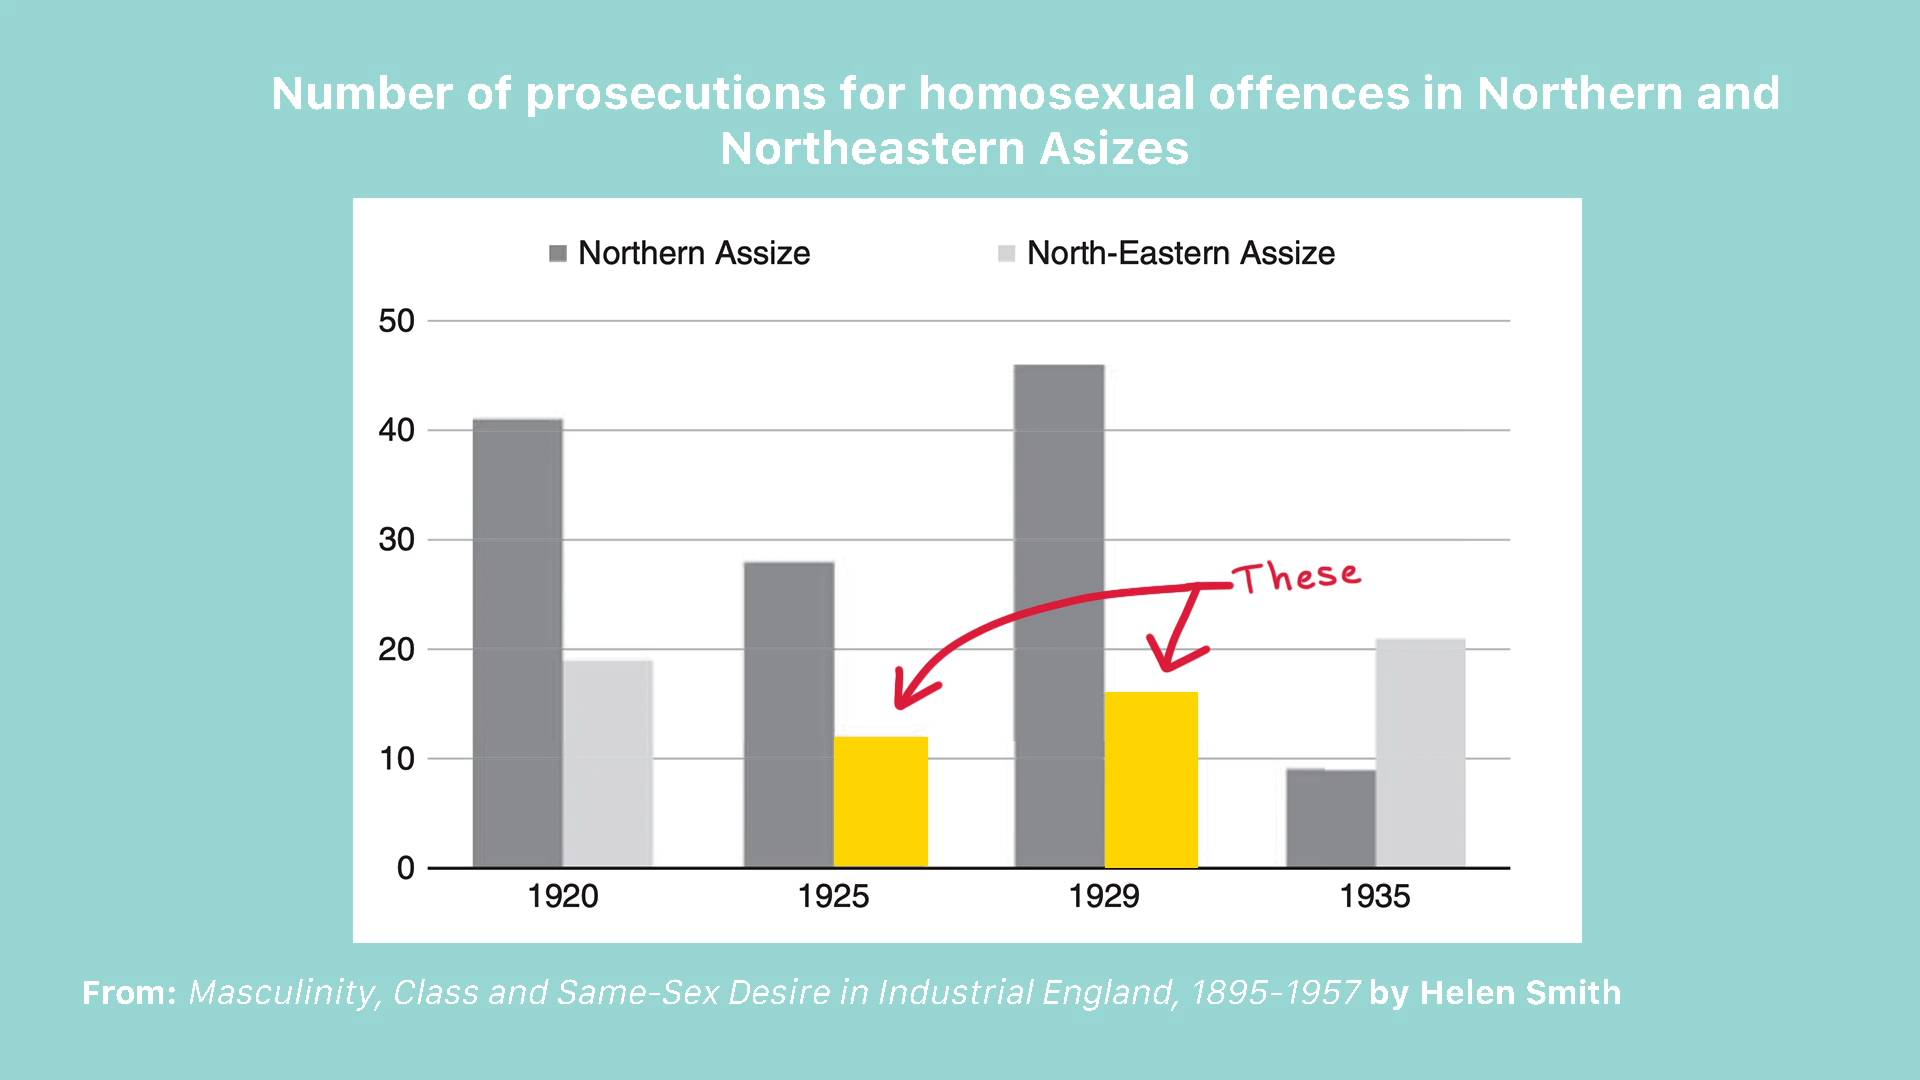 Number of prosecutions for homosexual offences in Northern and
Northeastern Asizes
Northern Assize
North-Eastern Assize
50
40
30
20
10
0
These
1920
1925
1929
1935
From: Masculinity, Class and Same-Sex Desire in Industrial England, 1895-1957 by Helen Smith